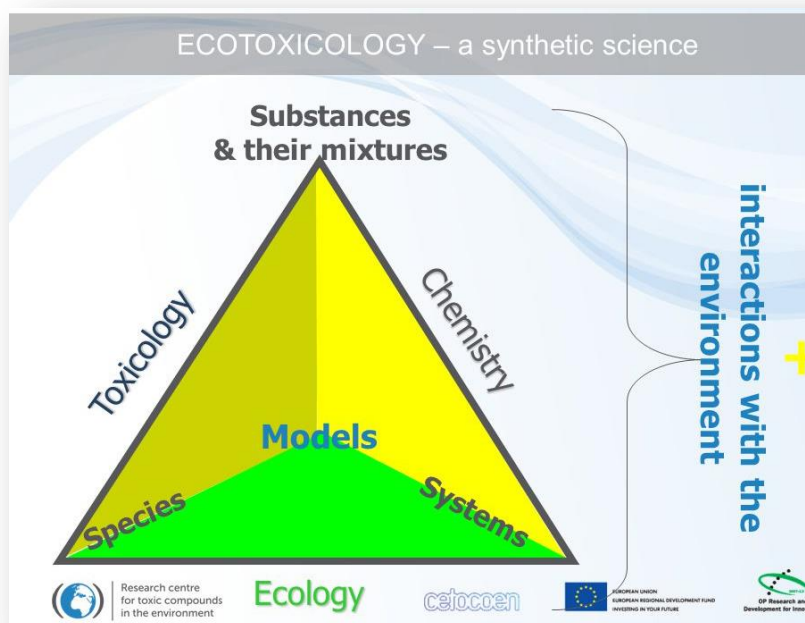 ECOTOXICOLOGY – a synthetic science
Substances
& their mixtures
Toxicology
Chemistry
Models
Species
Systems
interactions with the
environment
+
Research centre
for toxic compounds
in the environment
Ecology
cetocoen
EUROPEAN UNION
EUROPEAN REGIONAL DEVELOPMENT FUND
INVESTING IN YOUR FUTURE
OP Research and
Development for Inno